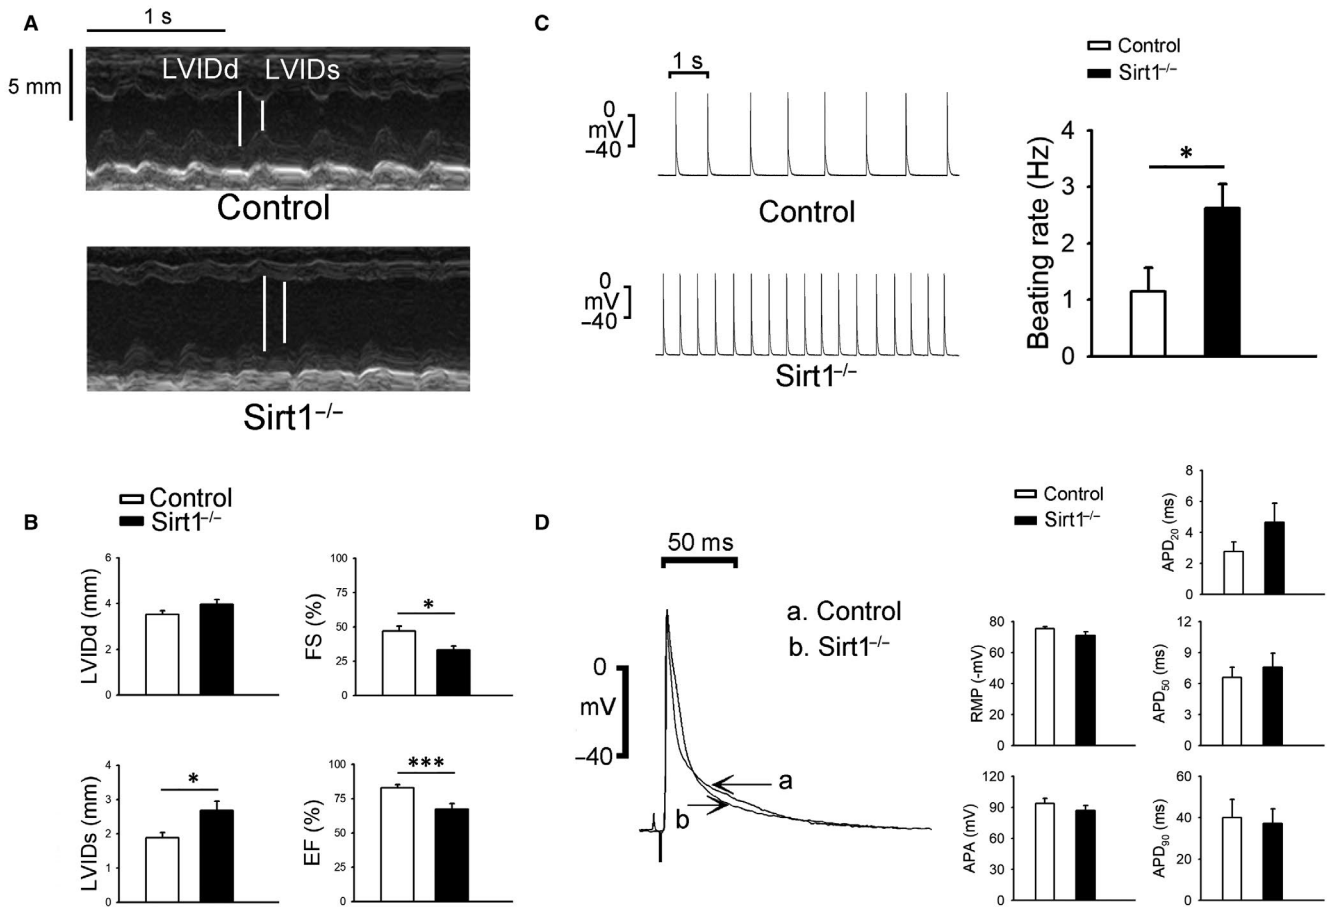 A
1 s
5 mm
LVIDd LVIDs
Control
Sirt1⁻/⁻
B
Control
Sirt1⁻/⁻
LVIDd (mm)
6
4
2
0
FS (%)
100
75
50
25
0
*
LVIDs (mm)
4
3
2
1
0
*
EF (%)
100
75
50
25
0
***
C
1 s
0
mV
−40
Control
0
mV
−40
Sirt1⁻/⁻
Control
Sirt1⁻/⁻
Beating rate (Hz)
4
3
2
1
0
*
D
50 ms
a. Control
b. Sirt1⁻/⁻
0
mV
−40
a
b
Control
Sirt1⁻/⁻
APD₂₀ (ms)
8
6
4
2
0
RMP (-mV)
80
60
40
20
0
APD₅₀ (ms)
12
9
6
3
0
APA (mV)
120
90
60
30
0
APD₉₀ (ms)
60
40
20
0